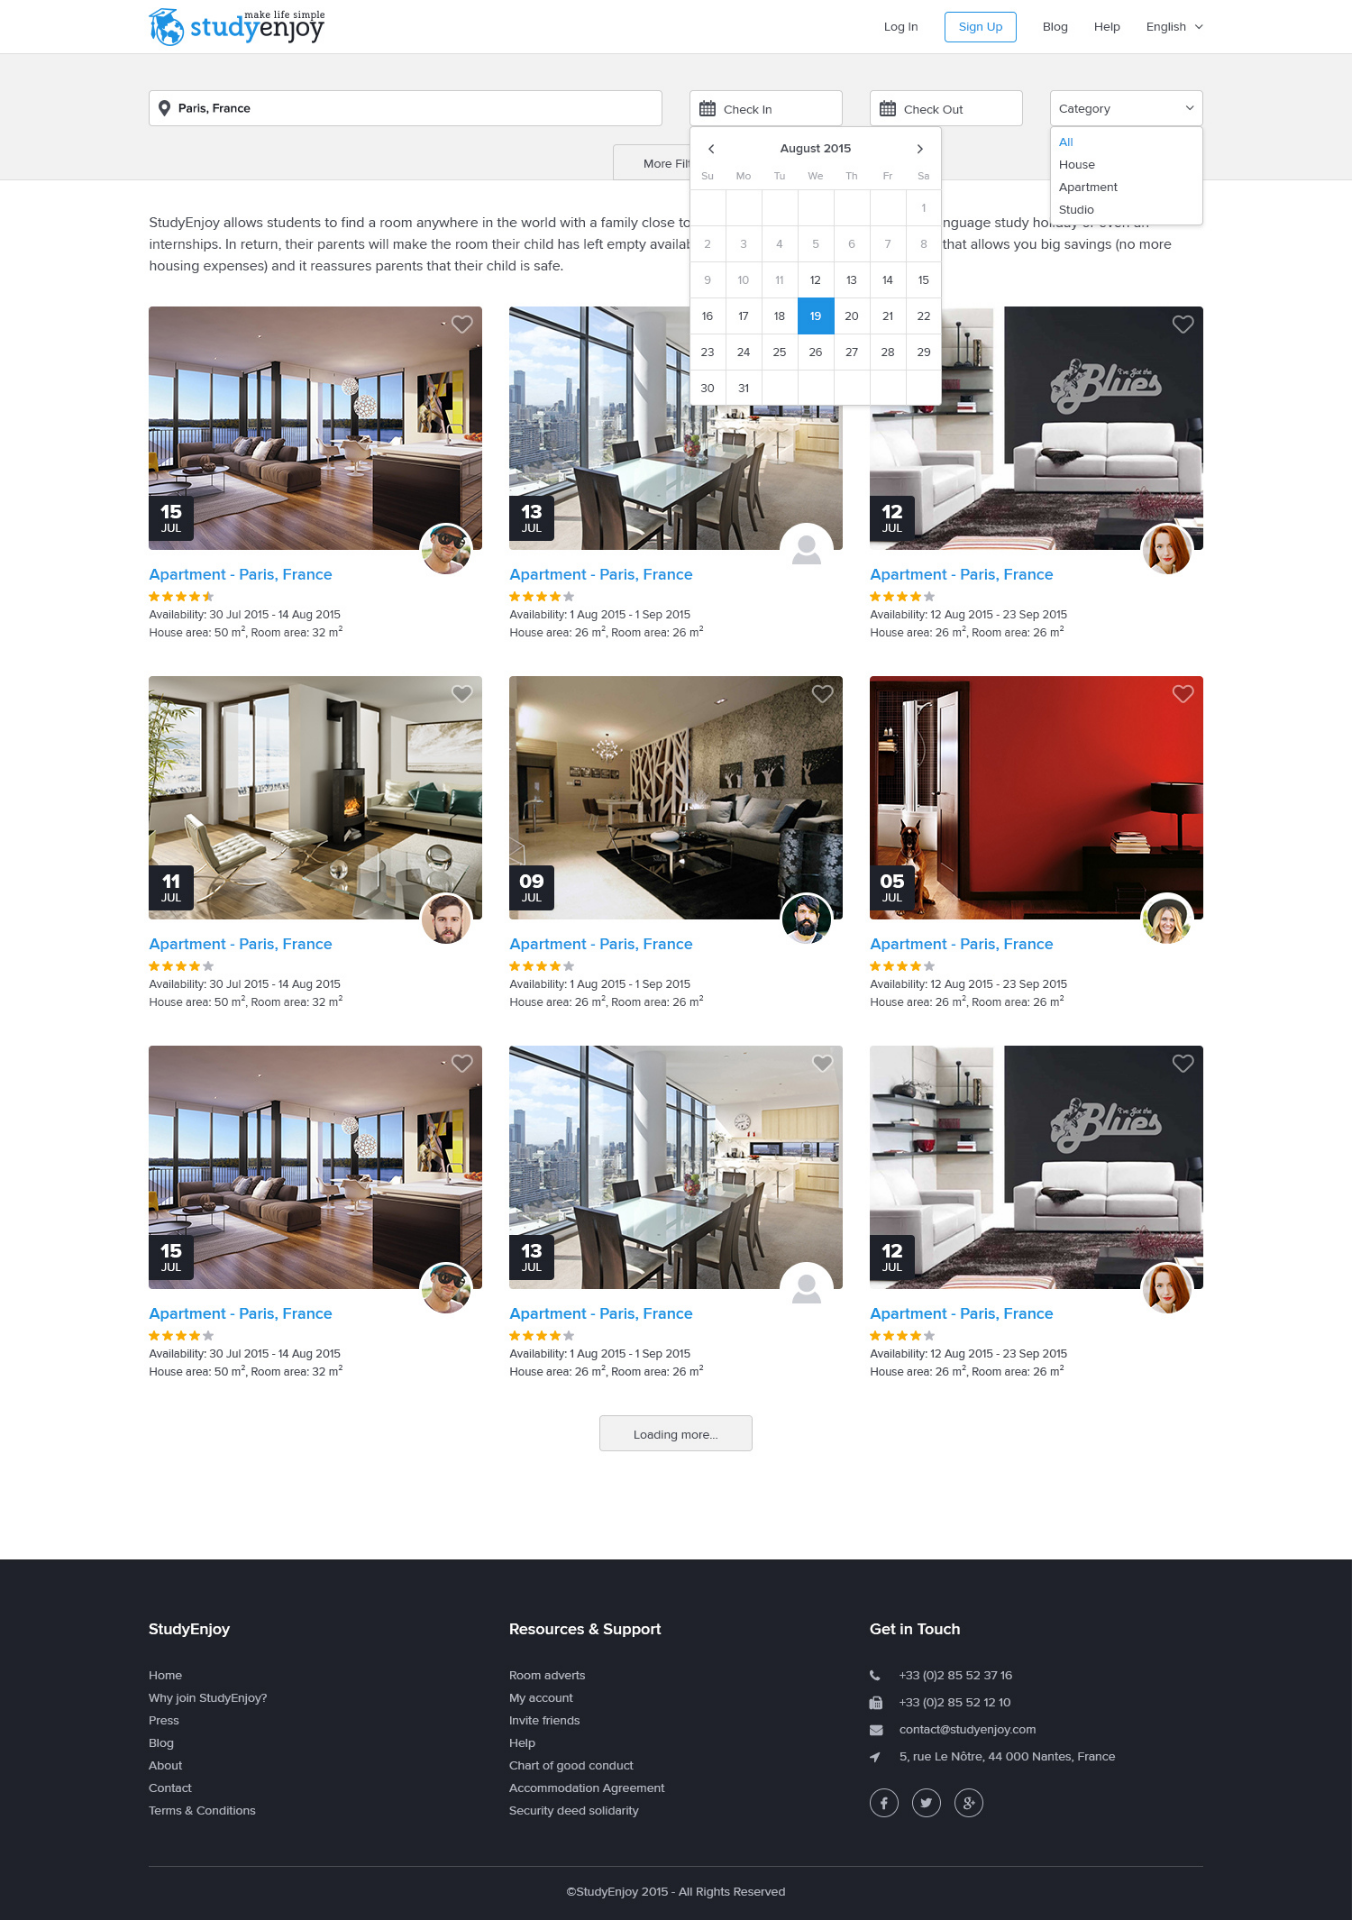 make life simple
studyenjoy
Log In
Sign Up
Blog
Help
English
Paris, France
Check In
Check Out
Category
All
House
Apartment
Studio
More Fil
August 2015
Su Mo Tu We Th Fr Sa
1
2 3 4 5 6 7 8
9 10 11 12 13 14 15
16 17 18 19 20 21 22
23 24 25 26 27 28 29
30 31
StudyEnjoy allows students to find a room anywhere in the world with a family close to nguage study
internships. In return, their parents will make the room their child has left empty that allows you big savings (no more
housing expenses) and it reassures parents that their child is safe.
I've Got the
Blues
15
JUL
13
JUL
12
JUL
Apartment - Paris, France
Availability: 30 Jul 2015 - 14 Aug 2015
House area: 50 m², Room area: 32 m²
Apartment - Paris, France
Availability: 1 Aug 2015 - 1 Sep 2015
House area: 26 m², Room area: 26 m²
Apartment - Paris, France
Availability: 12 Aug 2015 - 23 Sep 2015
House area: 26 m², Room area: 26 m²
11
JUL
09
JUL
05
JUL
Apartment - Paris, France
Availability: 30 Jul 2015 - 14 Aug 2015
House area: 50 m², Room area: 32 m²
Apartment - Paris, France
Availability: 1 Aug 2015 - 1 Sep 2015
House area: 26 m², Room area: 26 m²
Apartment - Paris, France
Availability: 12 Aug 2015 - 23 Sep 2015
House area: 26 m², Room area: 26 m²
I've Got the
Blues
15
JUL
13
JUL
12
JUL
Apartment - Paris, France
Availability: 30 Jul 2015 - 14 Aug 2015
House area: 50 m², Room area: 32 m²
Apartment - Paris, France
Availability: 1 Aug 2015 - 1 Sep 2015
House area: 26 m², Room area: 26 m²
Apartment - Paris, France
Availability: 12 Aug 2015 - 23 Sep 2015
House area: 26 m², Room area: 26 m²
Loading more...
StudyEnjoy
Home
Why join StudyEnjoy?
Press
Blog
About
Contact
Terms & Conditions
Resources & Support
Room adverts
My account
Invite friends
Help
Chart of good conduct
Accommodation Agreement
Security deed solidarity
Get in Touch
+33 (0)2 85 52 37 16
+33 (0)2 85 52 12 10
contact@studyenjoy.com
5, rue Le Nôtre, 44 000 Nantes, France
©StudyEnjoy 2015 - All Rights Reserved